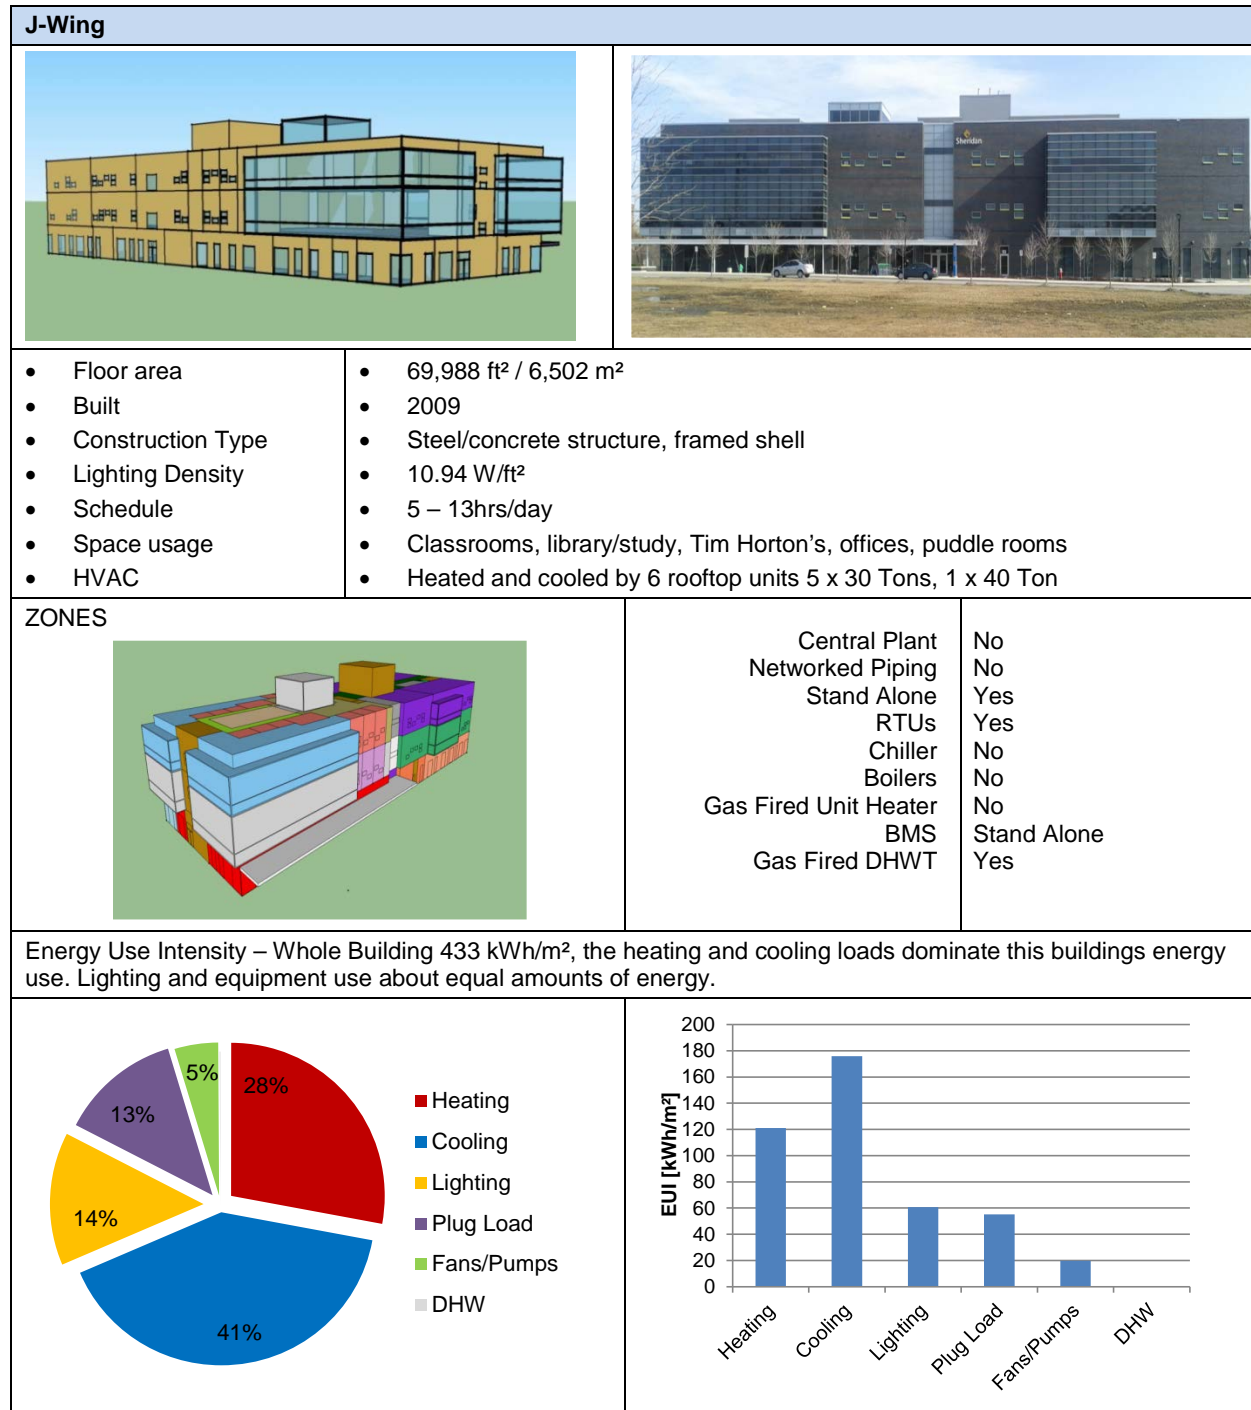 J-Wing
Sheridan
• Floor area
• Built
• Construction Type
• Lighting Density
• Schedule
• Space usage
• HVAC
• 69,988 ft² / 6,502 m²
• 2009
• Steel/concrete structure, framed shell
• 10.94 W/ft²
• 5 – 13hrs/day
• Classrooms, library/study, Tim Horton's, offices, puddle rooms
• Heated and cooled by 6 rooftop units 5 x 30 Tons, 1 x 40 Ton
ZONES
Central Plant
Networked Piping
Stand Alone
RTUs
Chiller
Boilers
Gas Fired Unit Heater
BMS
Gas Fired DHWT
No
No
Yes
Yes
No
No
No
Stand Alone
Yes
Energy Use Intensity – Whole Building 433 kWh/m², the heating and cooling loads dominate this buildings energy
use. Lighting and equipment use about equal amounts of energy.
5%
28%
13%
14%
41%
Heating
Cooling
Lighting
Plug Load
Fans/Pumps
DHW
EUI [kWh/m²]
200
180
160
140
120
100
80
60
40
20
0
Heating
Cooling
Lighting
Plug Load
Fans/Pumps
DHW